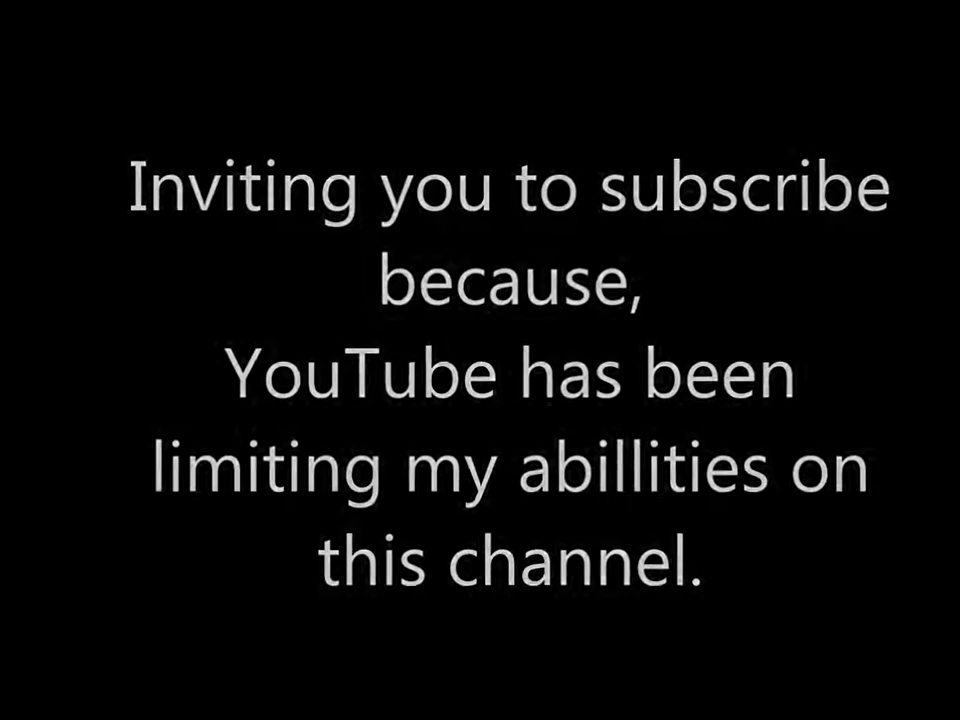 Inviting you to subscribe
because,
YouTube has been
limiting my abillities on
this channel.